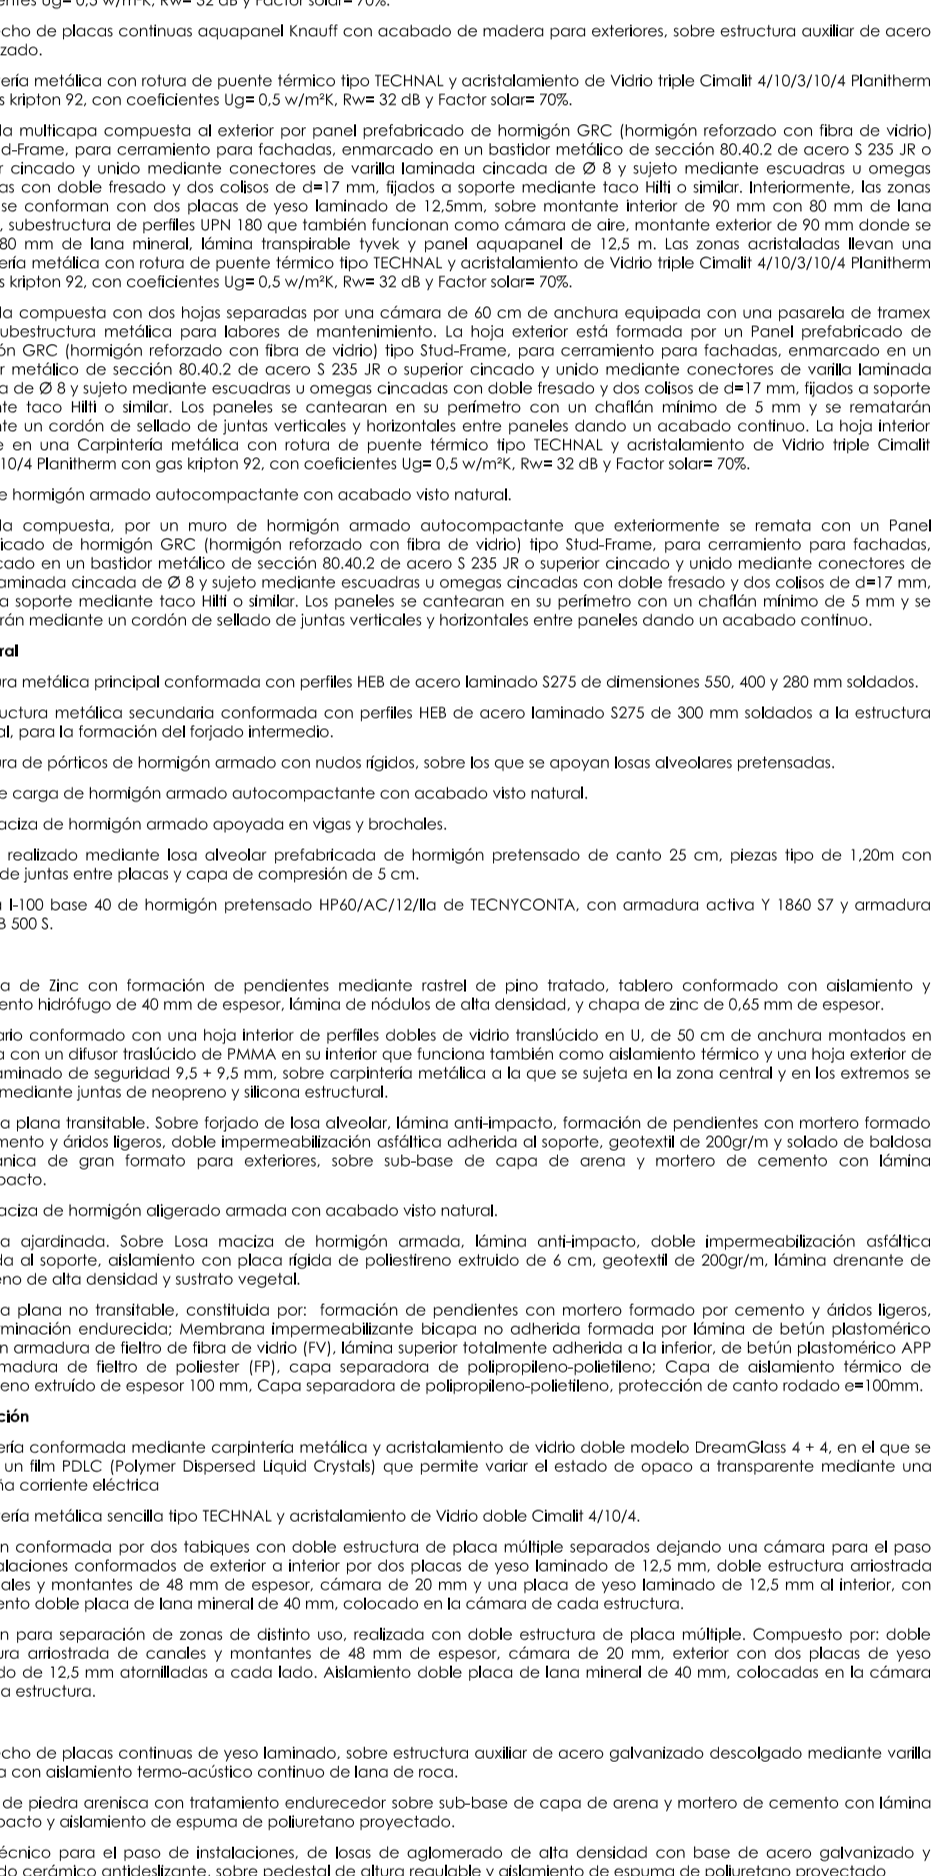 entes Ug= 0,5 w/m²K, Rw= 32 dB y Factor solar= 70%.
cho de placas continuas aquapanel Knauff con acabado de madera para exteriores, sobre estructura auxiliar de acero
zado.
ería metálica con rotura de puente térmico tipo TECHNAL y acristalamiento de Vidrio triple Cimalit 4/10/3/10/4 Planitherm
s kripton 92, con coeficientes Ug= 0,5 w/m²K, Rw= 32 dB y Factor solar= 70%.
la multicapa compuesta al exterior por panel prefabricado de hormigón GRC (hormigón reforzado con fibra de vidrio)
d-Frame, para cerramiento para fachadas, enmarcado en un bastidor metálico de sección 80.40.2 de acero S 235 JR o
r cincado y unido mediante conectores de varilla laminada cincada de Ø 8 y sujeto mediante escuadras u omegas
as con doble fresado y dos colisos de d=17 mm, fijados a soporte mediante taco Hilti o similar. Interiormente, las zonas
se conforman con dos placas de yeso laminado de 12,5mm, sobre montante interior de 90 mm con 80 mm de lana
, subestructura de perfiles UPN 180 que también funcionan como cámara de aire, montante exterior de 90 mm donde se
80 mm de lana mineral, lámina transpirable tyvek y panel aquapanel de 12,5 m. Las zonas acristaladas llevan una
ería metálica con rotura de puente térmico tipo TECHNAL y acristalamiento de Vidrio triple Cimalit 4/10/3/10/4 Planitherm
s kripton 92, con coeficientes Ug= 0,5 w/m²K, Rw= 32 dB y Factor solar= 70%.
la compuesta con dos hojas separadas por una cámara de 60 cm de anchura equipada con una pasarela de tramex
ubestructura metálica para labores de mantenimiento. La hoja exterior está formada por un Panel prefabricado de
ón GRC (hormigón reforzado con fibra de vidrio) tipo Stud-Frame, para cerramiento para fachadas, enmarcado en un
r metálico de sección 80.40.2 de acero S 235 JR o superior cincado y unido mediante conectores de varilla laminada
a de Ø 8 y sujeto mediante escuadras u omegas cincadas con doble fresado y dos colisos de d=17 mm, fijados a soporte
nte taco Hilti o similar. Los paneles se cantearan en su perímetro con un chaflán mínimo de 5 mm y se rematarán
nte un cordón de sellado de juntas verticales y horizontales entre paneles dando un acabado continuo. La hoja interior
e en una Carpintería metálica con rotura de puente térmico tipo TECHNAL y acristalamiento de Vidrio triple Cimalit
10/4 Planitherm con gas kripton 92, con coeficientes Ug= 0,5 w/m²K, Rw= 32 dB y Factor solar= 70%.
e hormigón armado autocompactante con acabado visto natural.
la compuesta, por un muro de hormigón armado autocompactante que exteriormente se remata con un Panel
icado de hormigón GRC (hormigón reforzado con fibra de vidrio) tipo Stud-Frame, para cerramiento para fachadas,
cado en un bastidor metálico de sección 80.40.2 de acero S 235 JR o superior cincado y unido mediante conectores de
aminada cincada de Ø 8 y sujeto mediante escuadras u omegas cincadas con doble fresado y dos colisos de d=17 mm,
a soporte mediante taco Hilti o similar. Los paneles se cantearan en su perímetro con un chaflán mínimo de 5 mm y se
rán mediante un cordón de sellado de juntas verticales y horizontales entre paneles dando un acabado continuo.
ral
ura metálica principal conformada con perfiles HEB de acero laminado S275 de dimensiones 550, 400 y 280 mm soldados.
uctura metálica secundaria conformada con perfiles HEB de acero laminado S275 de 300 mm soldados a la estructura
al, para la formación del forjado intermedio.
ura de pórticos de hormigón armado con nudos rígidos, sobre los que se apoyan losas alveolares pretensadas.
e carga de hormigón armado autocompactante con acabado visto natural.
aciza de hormigón armado apoyada en vigas y brochales.
realizado mediante losa alveolar prefabricada de hormigón pretensado de canto 25 cm, piezas tipo de 1,20m con
de juntas entre placas y capa de compresión de 5 cm.
I-100 base 40 de hormigón pretensado HP60/AC/12/IIa de TECNYCONTA, con armadura activa Y 1860 S7 y armadura
B 500 S.
a de Zinc con formación de pendientes mediante rastrel de pino tratado, tablero conformado con aislamiento y
ento hidrófugo de 40 mm de espesor, lámina de nódulos de alta densidad, y chapa de zinc de 0,65 mm de espesor.
ario conformado con una hoja interior de perfiles dobles de vidrio translúcido en U, de 50 cm de anchura montados en
a con un difusor traslúcido de PMMA en su interior que funciona también como aislamiento térmico y una hoja exterior de
aminado de seguridad 9,5 + 9,5 mm, sobre carpintería metálica a la que se sujeta en la zona central y en los extremos se
mediante juntas de neopreno y silicona estructural.
a plana transitable. Sobre forjado de losa alveolar, lámina anti-impacto, formación de pendientes con mortero formado
mento y áridos ligeros, doble impermeabilización asfáltica adherida al soporte, geotextil de 200gr/m y solado de baldosa
ánica de gran formato para exteriores, sobre sub-base de capa de arena y mortero de cemento con lámina
pacto.
aciza de hormigón aligerado armada con acabado visto natural.
a ajardinada. Sobre Losa maciza de hormigón armada, lámina anti-impacto, doble impermeabilización asfáltica
da al soporte, aislamiento con placa rígida de poliestireno extruido de 6 cm, geotextil de 200gr/m, lámina drenante de
eno de alta densidad y sustrato vegetal.
a plana no transitable, constituida por: formación de pendientes con mortero formado por cemento y áridos ligeros,
rminación endurecida; Membrana impermeabilizante bicapa no adherida formada por lámina de betún plastomérico
n armadura de fieltro de fibra de vidrio (FV), lámina superior totalmente adherida a la inferior, de betún plastomérico APP
madura de fieltro de poliester (FP), capa separadora de polipropileno-polietileno; Capa de aislamiento térmico de
eno extruído de espesor 100 mm, Capa separadora de polipropileno-polietileno, protección de canto rodado e=100mm.
ción
ería conformada mediante carpintería metálica y acristalamiento de vidrio doble modelo DreamGlass 4 + 4, en el que se
un film PDLC (Polymer Dispersed Liquid Crystals) que permite variar el estado de opaco a transparente mediante una
ña corriente eléctrica
ería metálica sencilla tipo TECHNAL y acristalamiento de Vidrio doble Cimalit 4/10/4.
n conformada por dos tabiques con doble estructura de placa múltiple separados dejando una cámara para el paso
alaciones conformados de exterior a interior por dos placas de yeso laminado de 12,5 mm, doble estructura arriostrada
ales y montantes de 48 mm de espesor, cámara de 20 mm y una placa de yeso laminado de 12,5 mm al interior, con
ento doble placa de lana mineral de 40 mm, colocado en la cámara de cada estructura.
n para separación de zonas de distinto uso, realizada con doble estructura de placa múltiple. Compuesto por: doble
ura arriostrada de canales y montantes de 48 mm de espesor, cámara de 20 mm, exterior con dos placas de yeso
do de 12,5 mm atornilladas a cada lado. Aislamiento doble placa de lana mineral de 40 mm, colocadas en la cámara
a estructura.
cho de placas continuas de yeso laminado, sobre estructura auxiliar de acero galvanizado descolgado mediante varilla
a con aislamiento termo-acústico continuo de lana de roca.
de piedra arenisca con tratamiento endurecedor sobre sub-base de capa de arena y mortero de cemento con lámina
pacto y aislamiento de espuma de poliuretano proyectado.
écnico para el paso de instalaciones, de losas de aglomerado de alta densidad con base de acero galvanizado y
do cerámico antideslizante, sobre pedestal de altura regulable y aislamiento de espuma de poliuretano proyectado